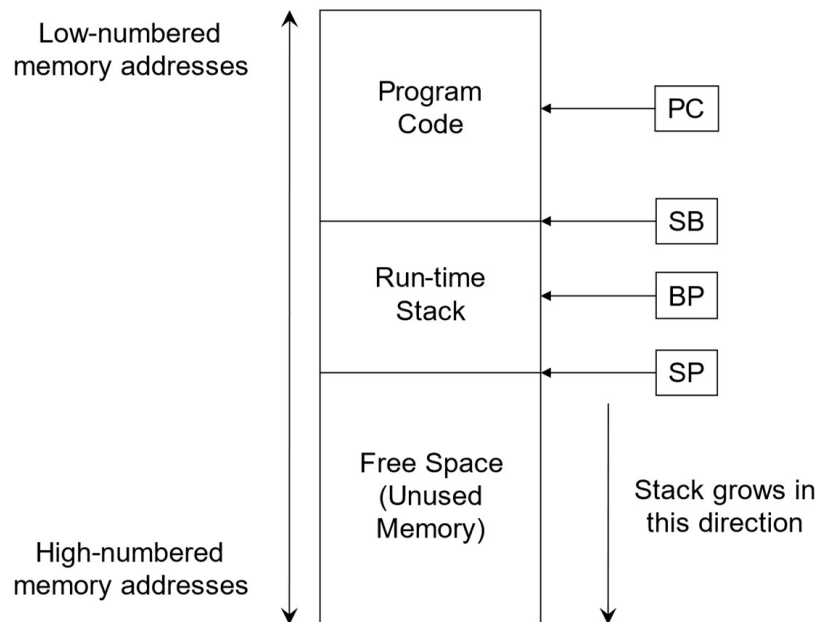 Low-numbered
memory addresses
Program
Code
PC
SB
Run-time
Stack
BP
SP
Free Space
(Unused
Memory)
Stack grows in
this direction
High-numbered
memory addresses